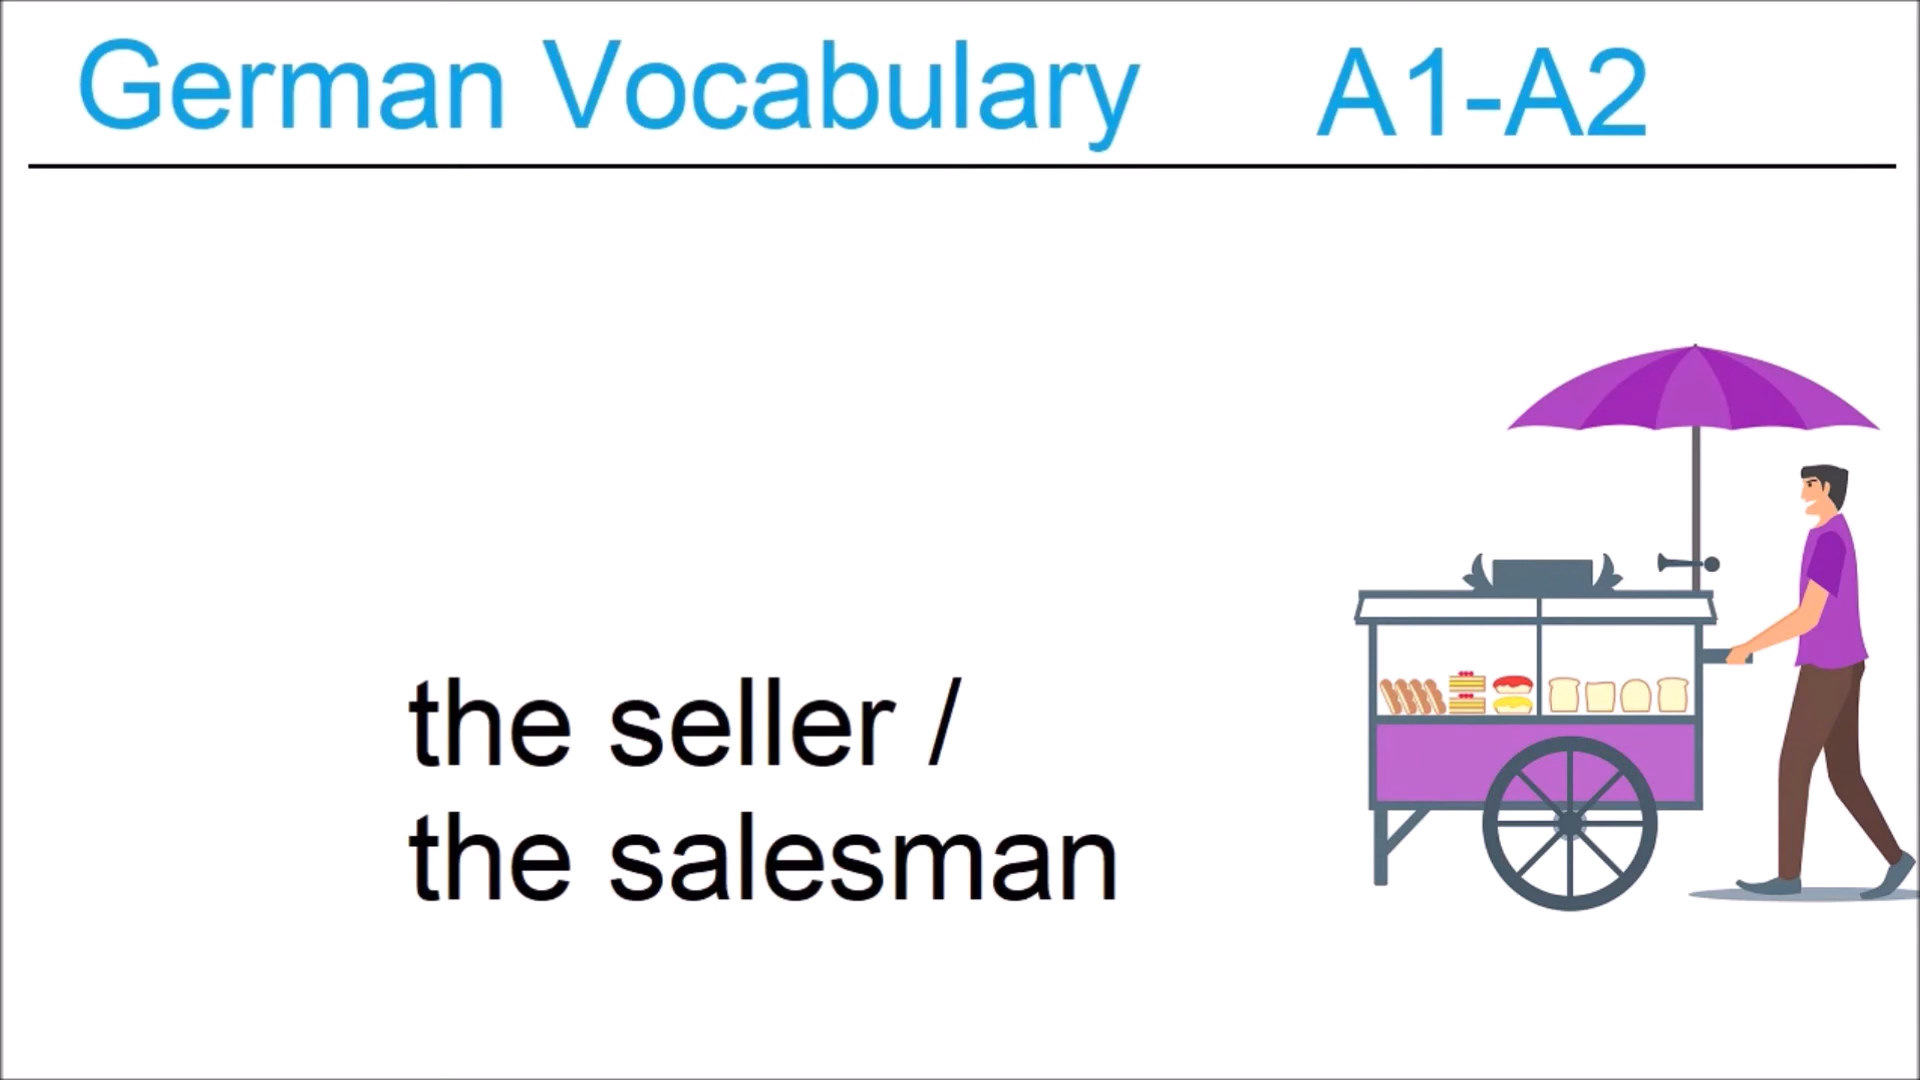 German Vocabulary A1-A2
the seller /
the salesman